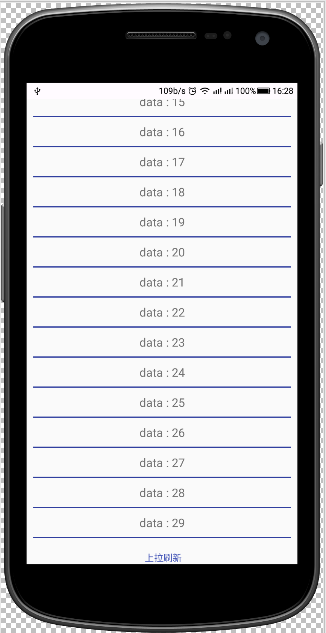 109b/s 100% 16:28
data : 15
data : 16
data : 17
data : 18
data : 19
data : 20
data : 21
data : 22
data : 23
data : 24
data : 25
data : 26
data : 27
data : 28
data : 29
上拉刷新